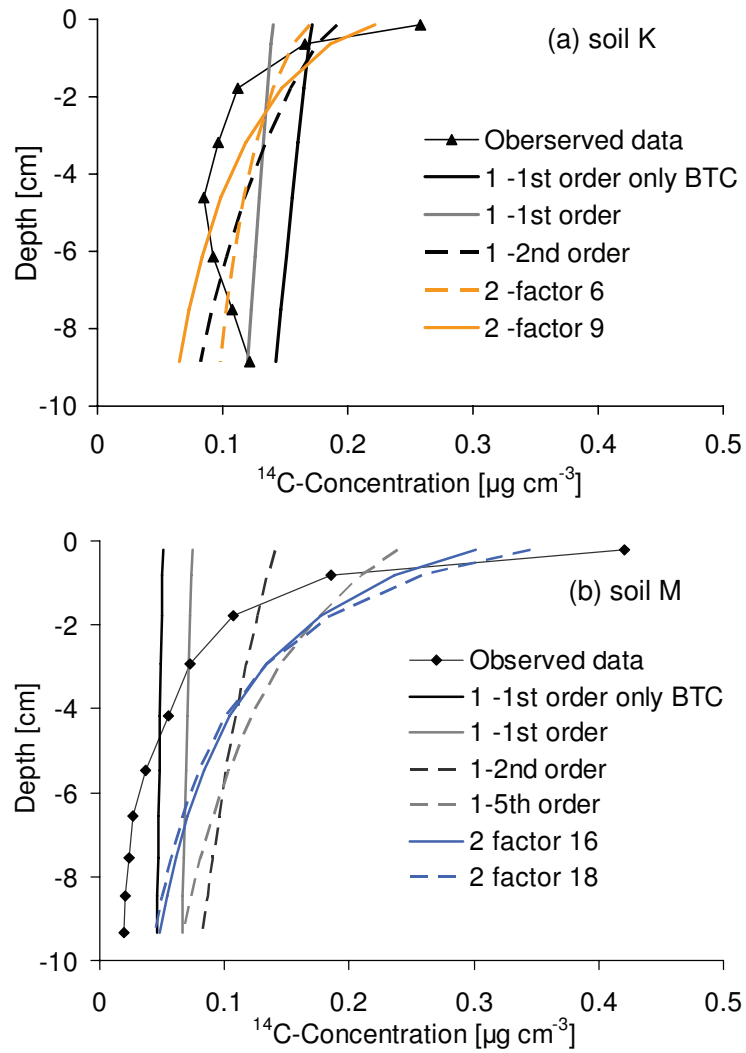 0
-2
-4
-6
-8
-10
Depth [cm]
(a) soil K
Oberserved data
1 -1st order only BTC
1 -1st order
1 -2nd order
2 -factor 6
2 -factor 9
0 0.1 0.2 0.3 0.4 0.5
¹⁴C-Concentration [µg cm⁻³]
0
-2
-4
-6
-8
-10
Depth [cm]
(b) soil M
Observed data
1 -1st order only BTC
1 -1st order
1-2nd order
1-5th order
2 factor 16
2 factor 18
0 0.1 0.2 0.3 0.4 0.5
¹⁴C-Concentration [µg cm⁻³]